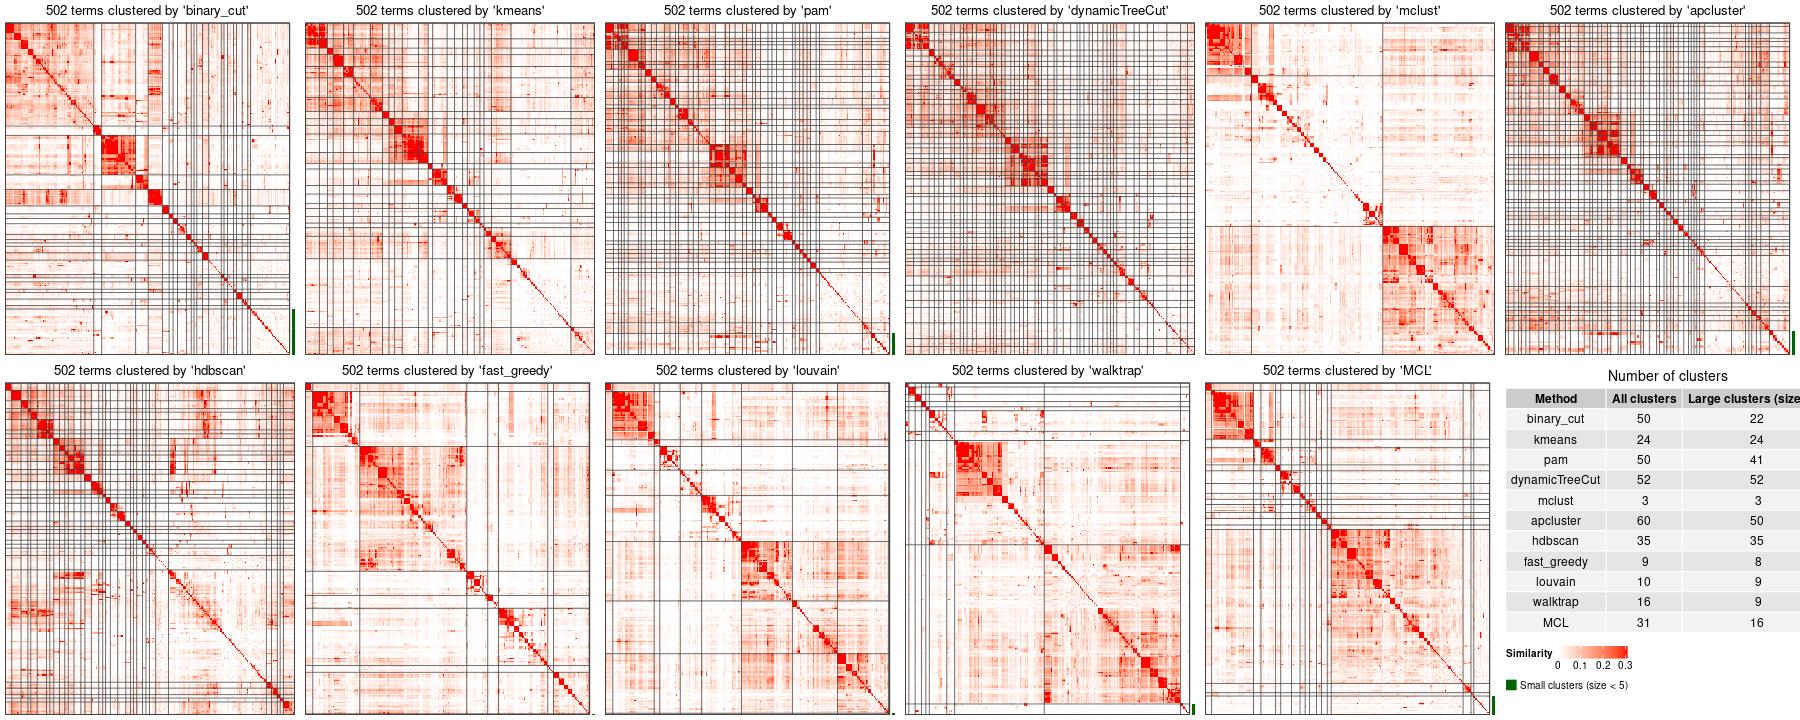 502 terms clustered by 'binary_cut'
502 terms clustered by 'kmeans'
502 terms clustered by 'pam'
502 terms clustered by 'dynamicTreeCut'
502 terms clustered by 'mclust'
502 terms clustered by 'apcluster'
502 terms clustered by 'hdbscan'
502 terms clustered by 'fast_greedy'
502 terms clustered by 'louvain'
502 terms clustered by 'walktrap'
502 terms clustered by 'MCL'
Number of clusters
Method All clusters Large clusters (size
binary_cut 50 22
kmeans 24 24
pam 50 41
dynamicTreeCut 52 52
mclust 3 3
apcluster 60 50
hdbscan 35 35
fast_greedy 9 8
louvain 10 9
walktrap 16 9
MCL 31 16
Similarity
0 0.1 0.2 0.3
Small clusters (size < 5)